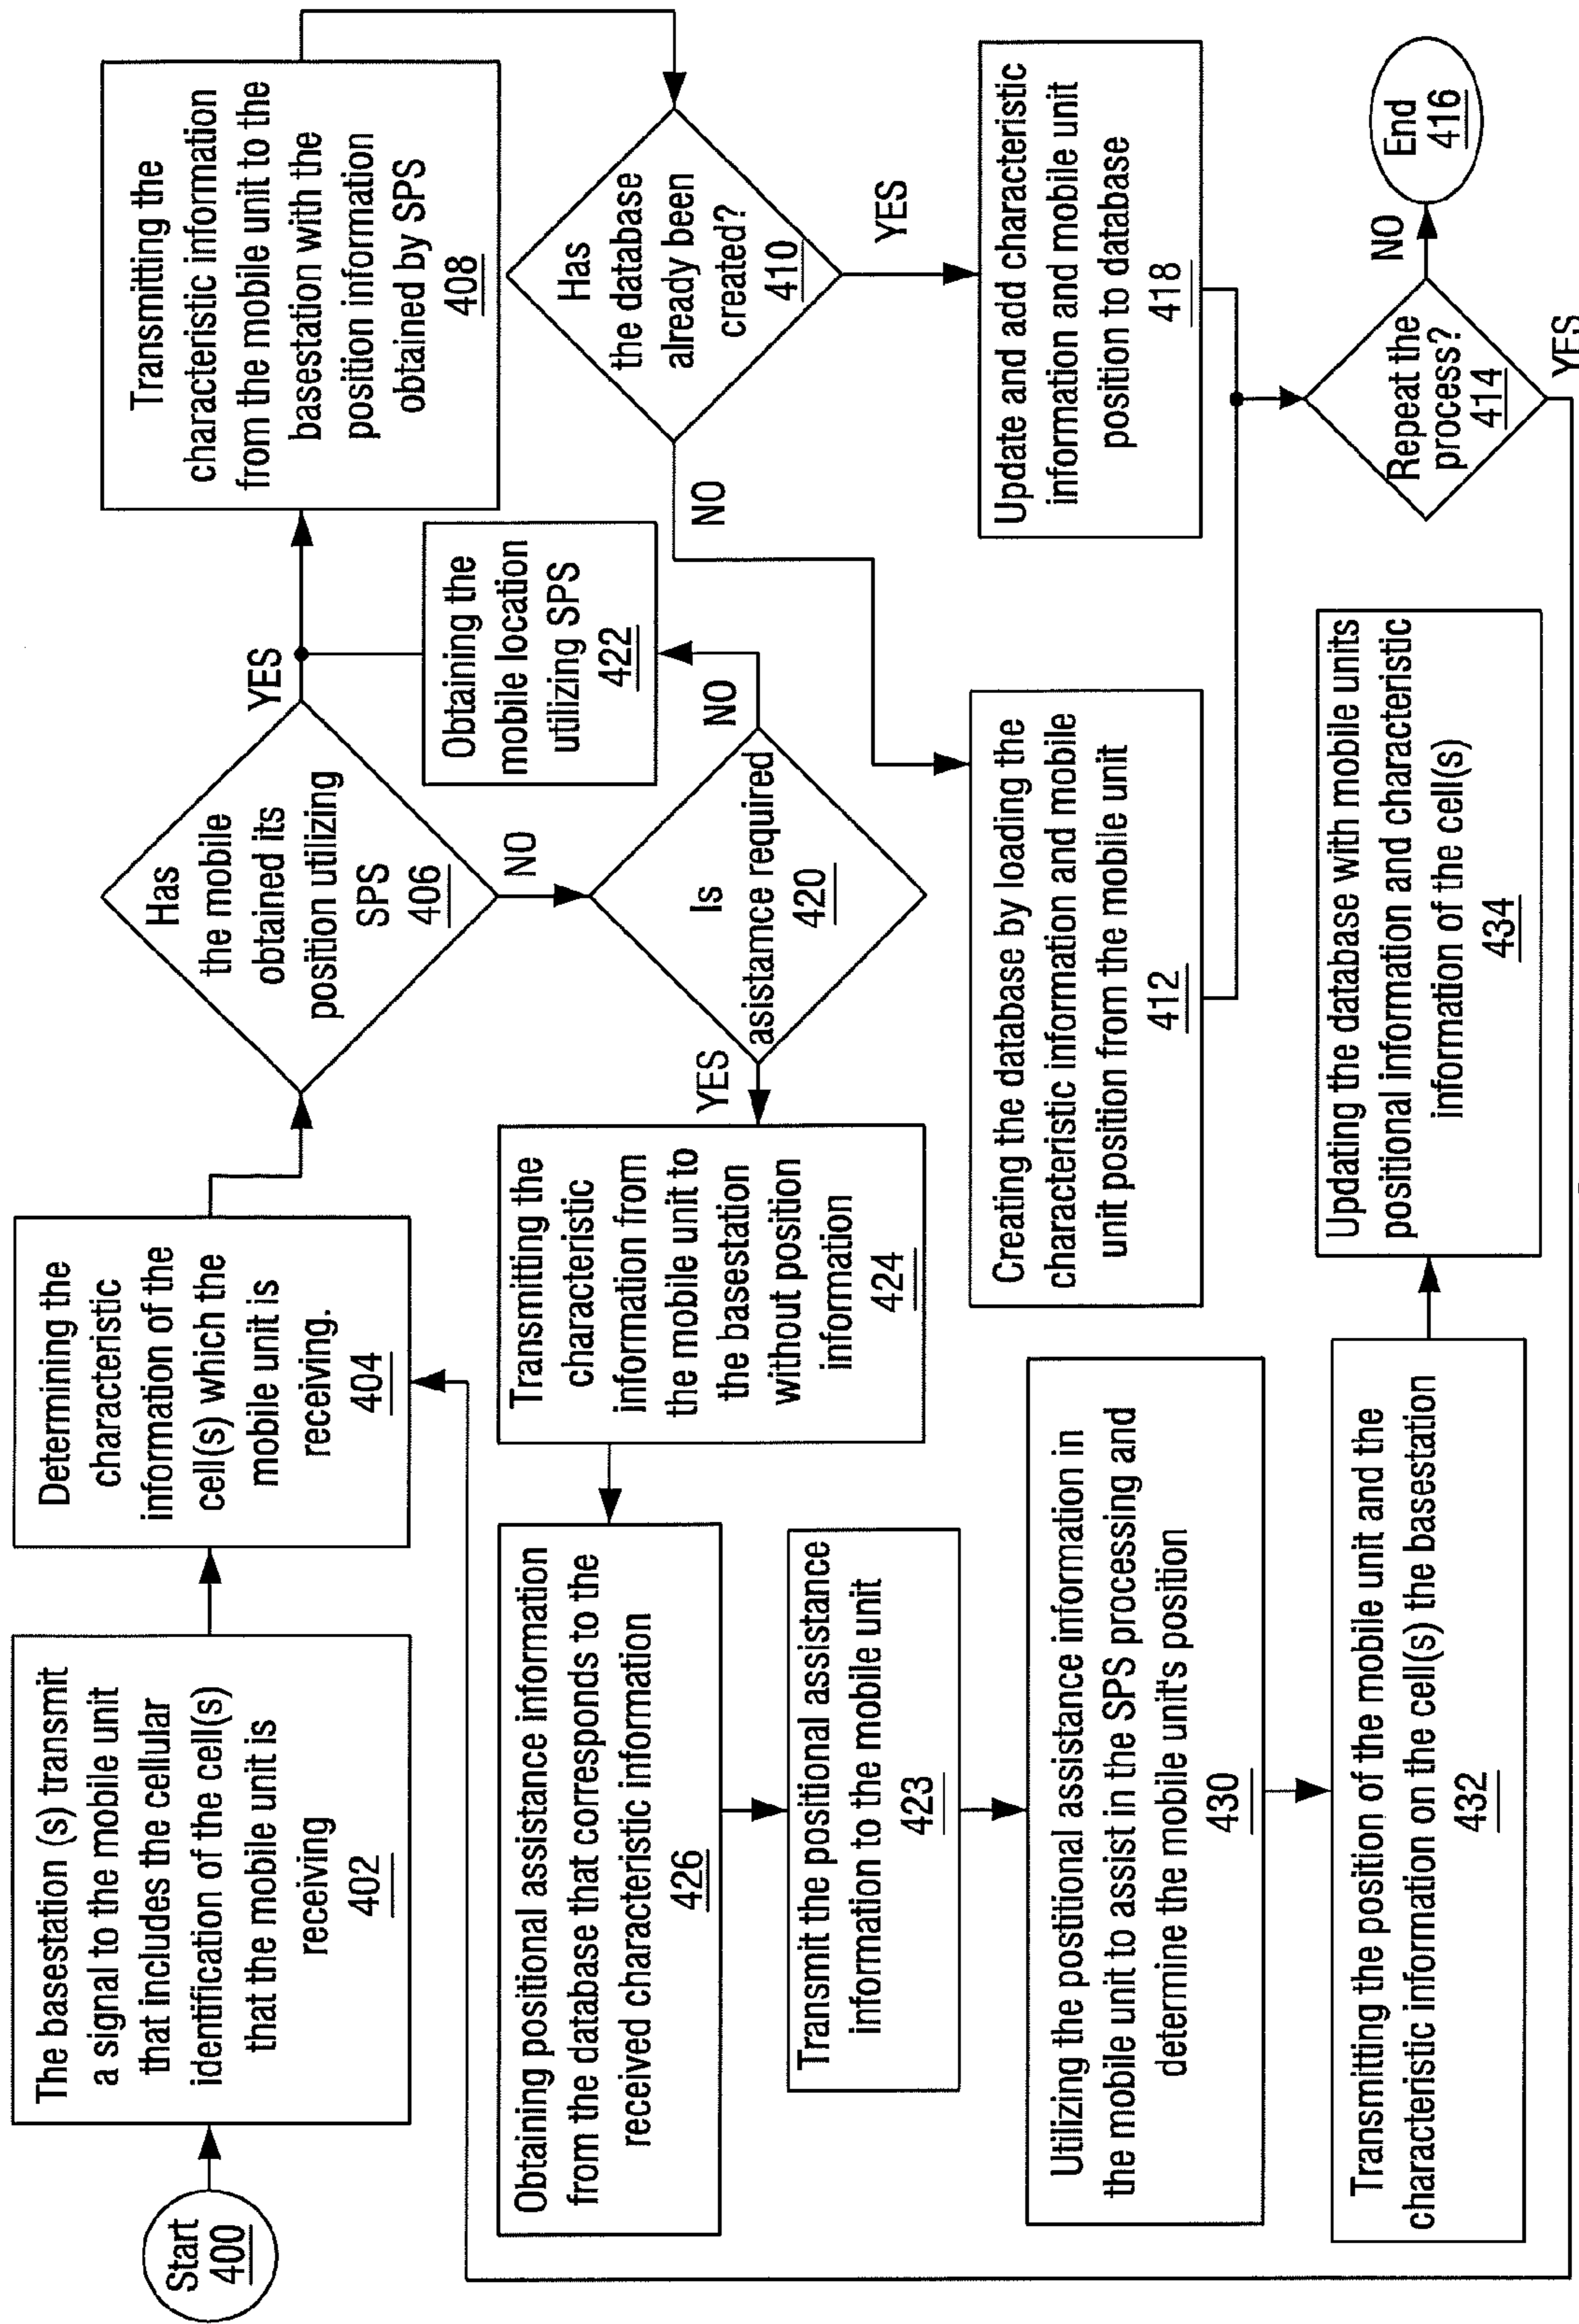 Start
400
The basestation (s) transmit
a signal to the mobile unit
that includes the cellular
identification of the cell(s)
that the mobile unit is
receiving
402
Determining the
characteristic
information of the
cell(s) which the
mobile unit is
receiving.
404
Has
the mobile
obtained its
position utilizing
SPS
406
YES
NO
Transmitting the
characteristic information
from the mobile unit to the
basestation with the
position information
obtained by SPS
408
Obtaining the
mobile location
utilizing SPS
422
Is
asistance required
420
NO
YES
Has
the database
already been
created?
410
NO
YES
Transmitting the
characteristic
information from
the mobile unit to
the basestation
without position
information
424
Obtaining positional assistance information
from the database that corresponds to the
received characteristic information
426
Transmit the positional assistance
information to the mobile unit
423
Utilizing the postitional assistance information in
the mobile unit to assist in the SPS processing and
determine the mobile unit's position
430
Transmitting the position of the mobile unit and the
characteristic information on the cell(s) the basestation
432
Creating the database by loading the
characteristic information and mobile
unit position from the mobile unit
412
Update and add characteristic
information and mobile unit
position to database
418
Updating the database with mobile units
positional information and characteristic
information of the cell(s)
434
Repeat the
process?
414
NO
YES
End
416